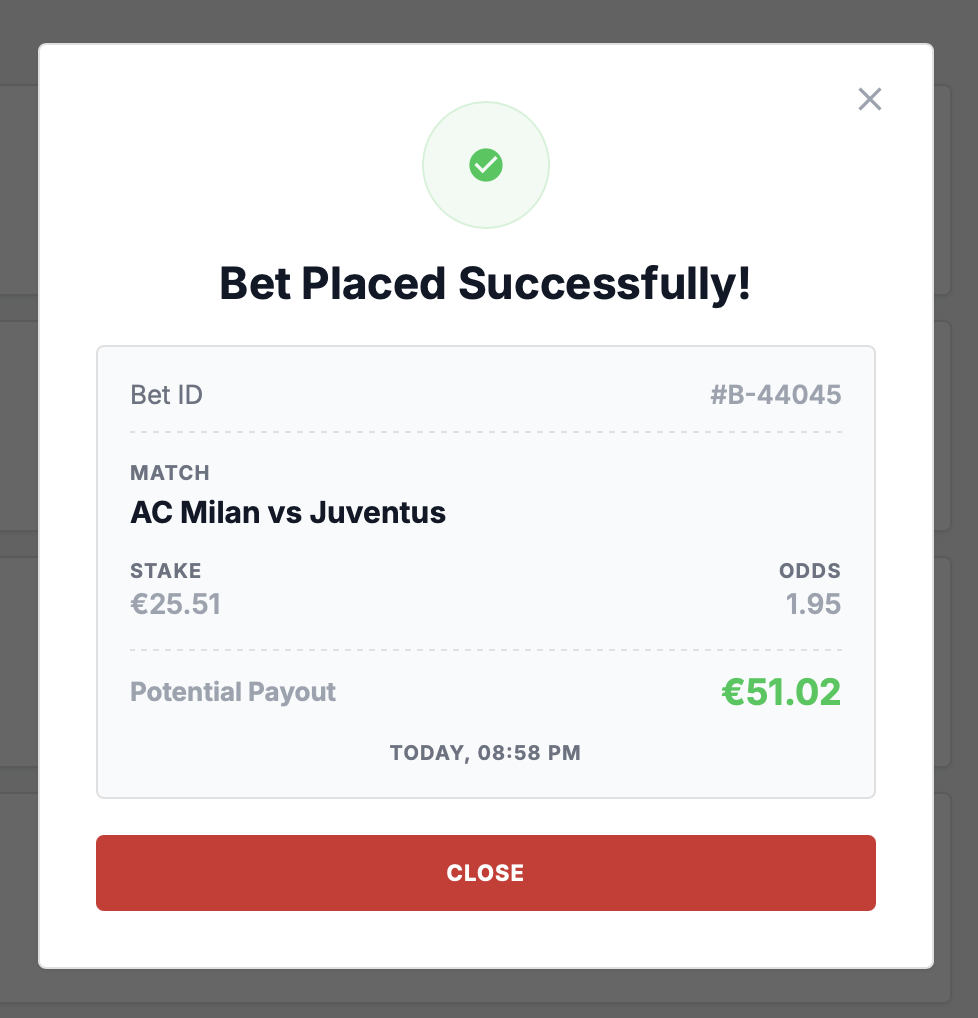 Bet Placed Successfully!
Bet ID #B-44045
MATCH
AC Milan vs Juventus
STAKE ODDS
€25.51 1.95
Potential Payout €51.02
TODAY, 08:58 PM
CLOSE